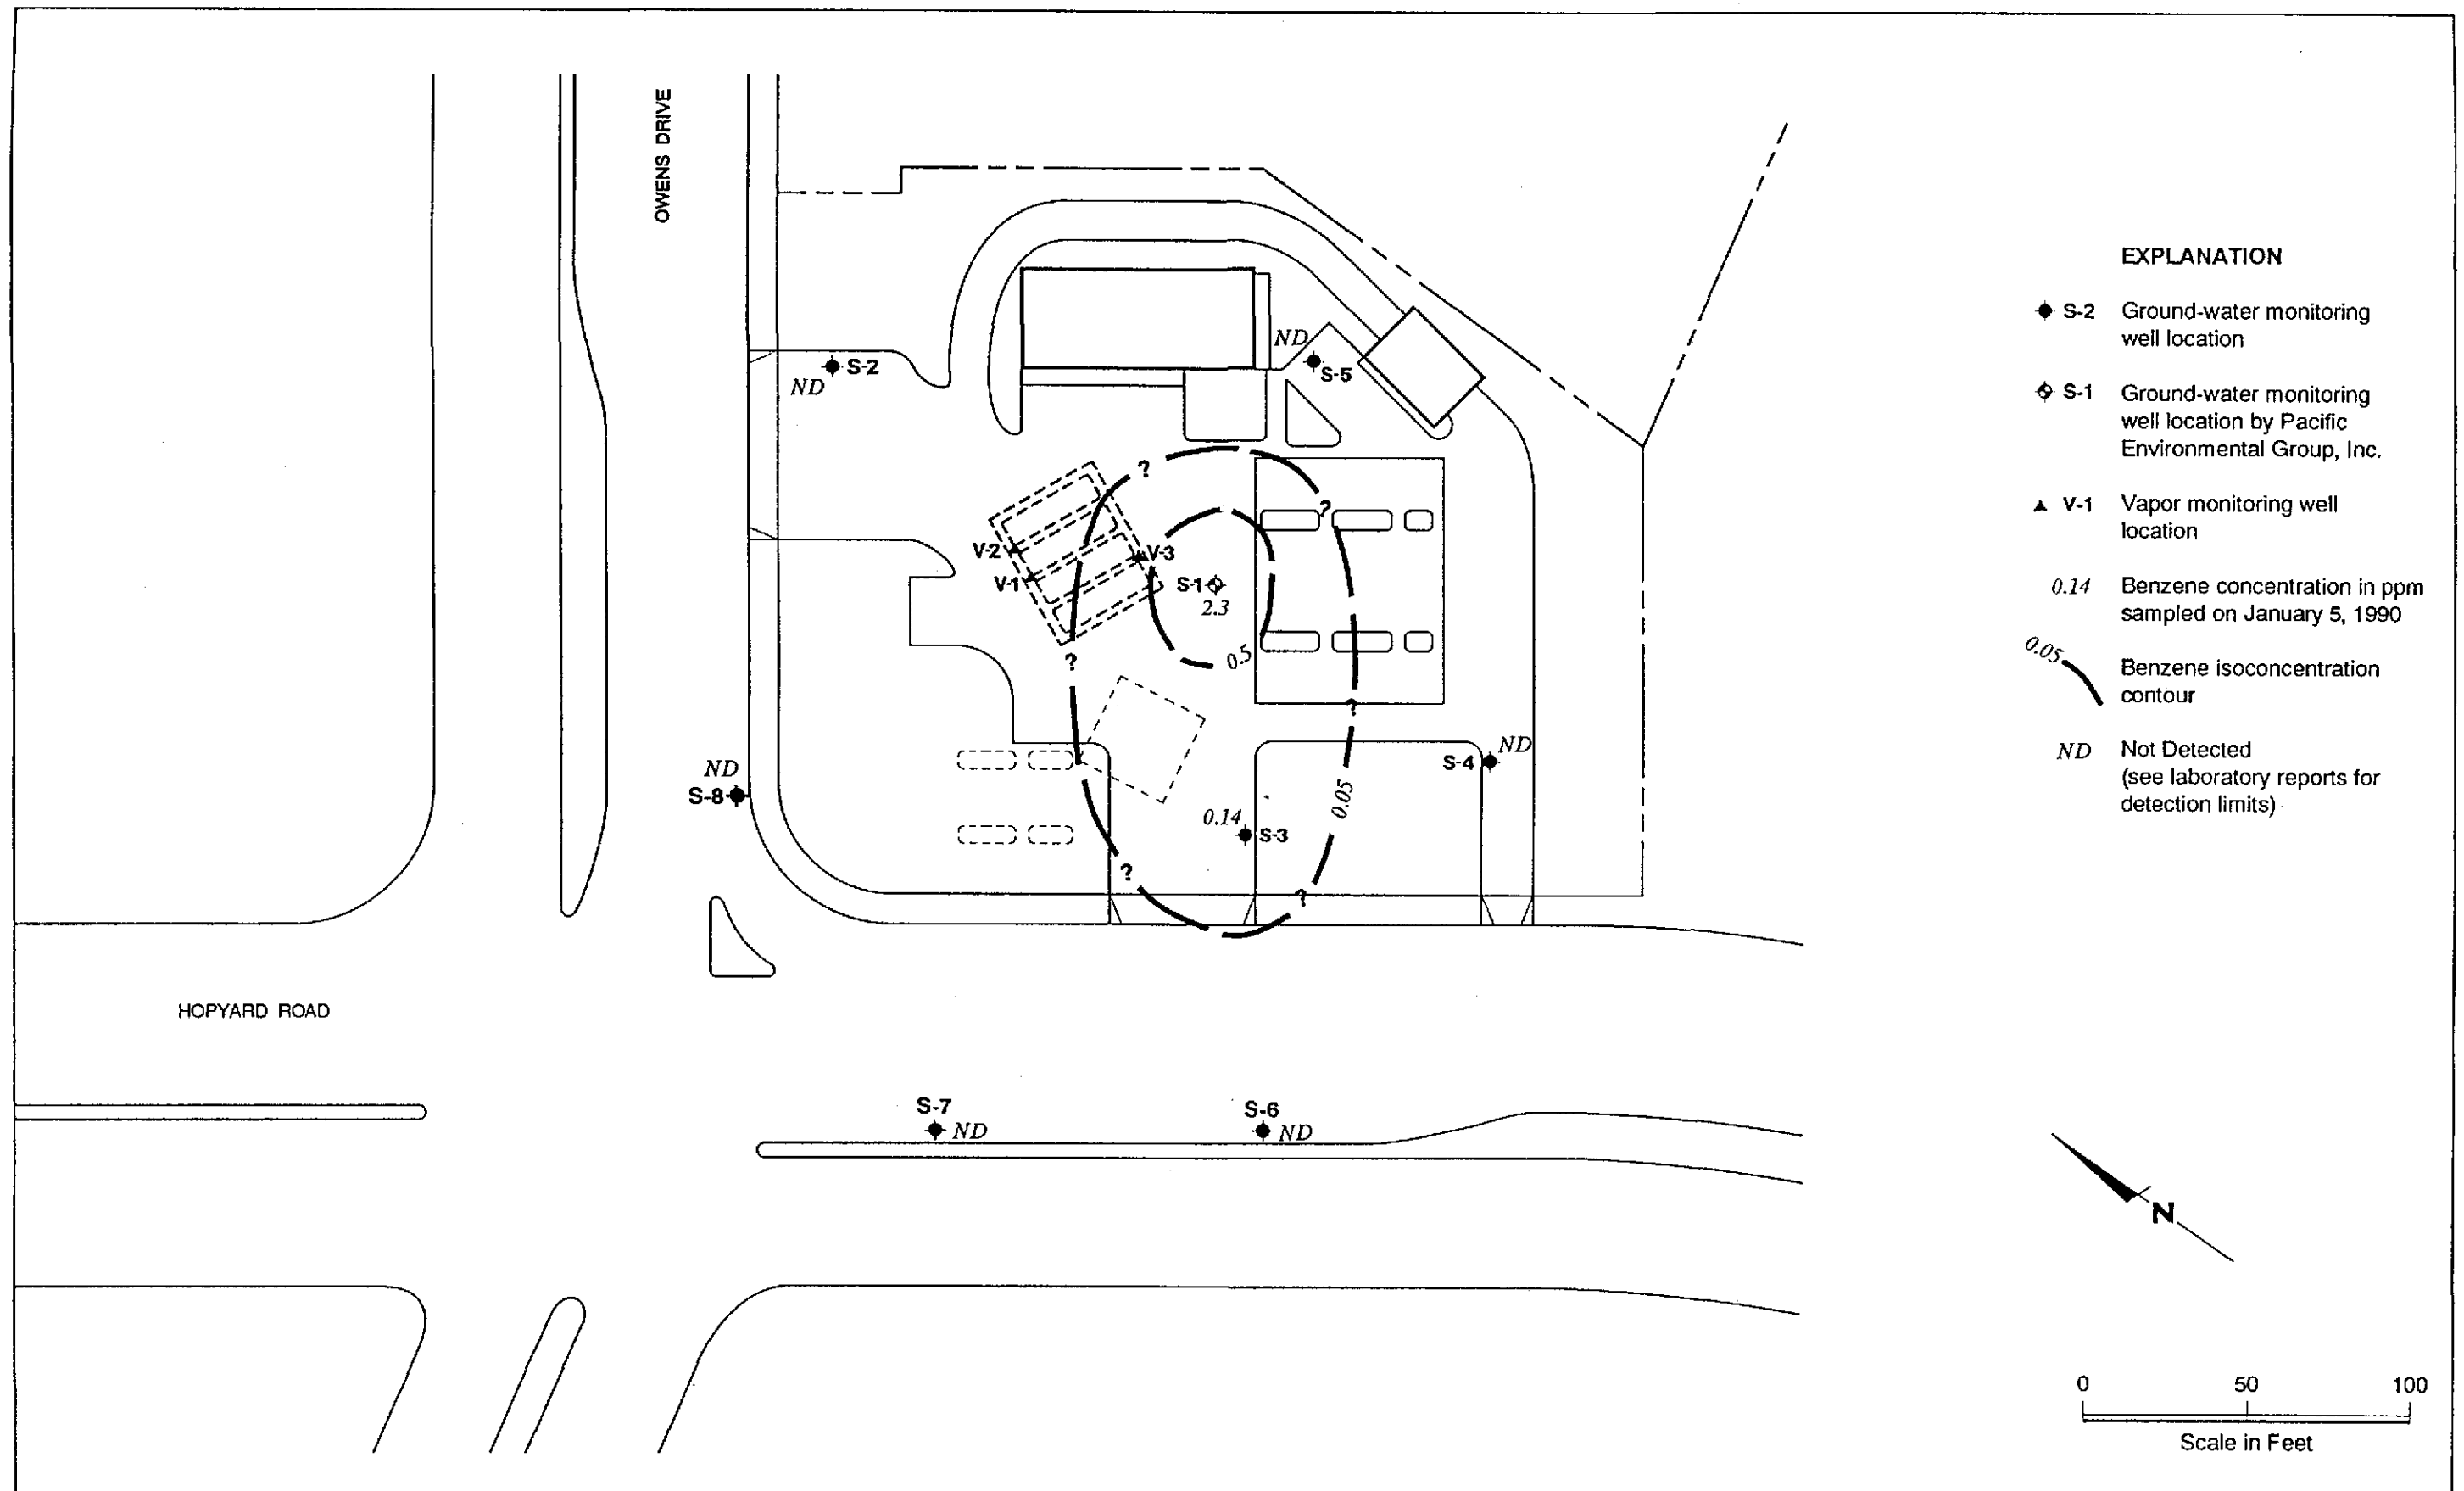 OWENS DRIVE
EXPLANATION
S-2 Ground-water monitoring
well location
S-1 Ground-water monitoring
well location by Pacific
Environmental Group, Inc.
V-1 Vapor monitoring well
location
0.14 Benzene concentration in ppm
sampled on January 5, 1990
0.05 Benzene isoconcentration
contour
ND Not Detected
(see laboratory reports for
detection limits)
ND
S-5
S-2
ND
?
?
V-2
V-3
V-1
S-1
2.3
0.5
?
?
ND
S-4
ND
S-8
0.05
0.14
S-3
?
?
HOPYARD ROAD
S-7
ND
S-6
ND
N
0 50 100
Scale in Feet